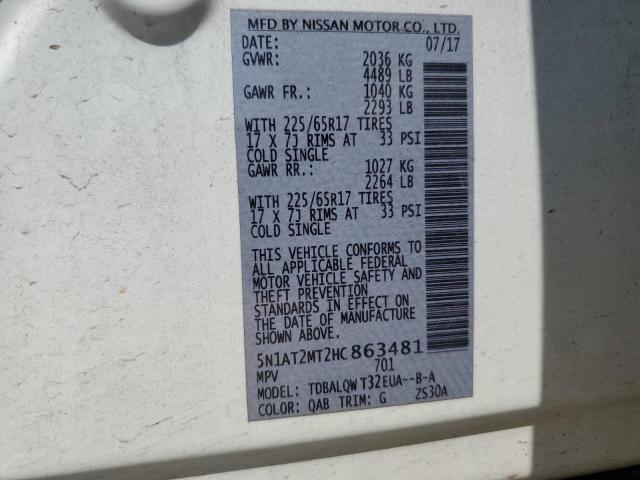 MFD BY NISSAN MOTOR CO., LTD.
DATE: 07/17
GVWR: 2036 KG
4489 LB
GAWR FR.: 1040 KG
2293 LB
WITH 225/65R17 TIRES
17 X 7J RIMS AT 33 PSI
COLD SINGLE
GAWR RR.: 1027 KG
2264 LB
WITH 225/65R17 TIRES
17 X 7J RIMS AT 33 PSI
COLD SINGLE
THIS VEHICLE CONFORMS TO
ALL APPLICABLE FEDERAL
MOTOR VEHICLE SAFETY AND
THEFT PREVENTION
STANDARDS IN EFFECT ON
THE DATE OF MANUFACTURE
SHOWN ABOVE.
5N1AT2MT2HC 863481
MPV 701
MODEL: TDBALQW T32EUA--B-A
COLOR: QAB TRIM: G ZS30A